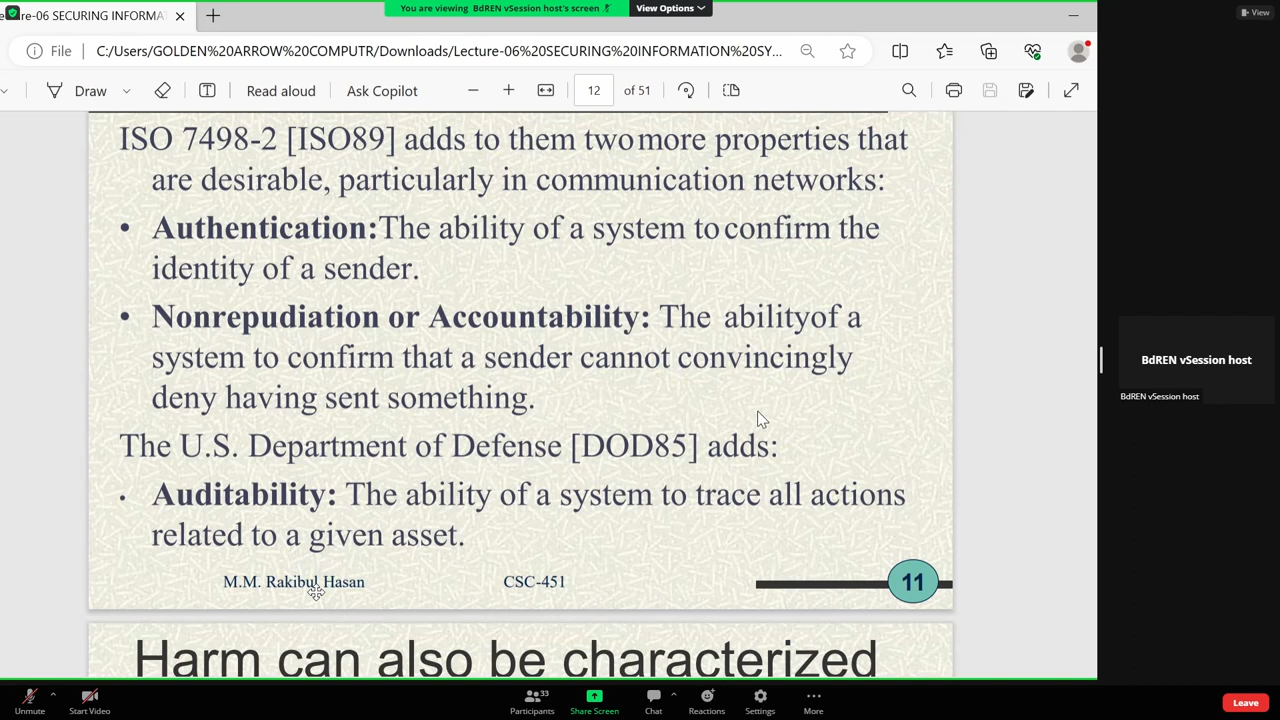 You are viewing BdREN vSession host's screen
View Options
View
SECURING INFORMA
File
C:/Users/GOLDEN%20ARROW%20COMPUTR/Downloads/Lecture-06%20SECURING%20INFORMATION%20SY...
Draw
Read aloud
Ask Copilot
12 of 51
ISO 7498-2 [ISO89] adds to them two more properties that
are desirable, particularly in communication networks:
• Authentication:The ability of a system to confirm the
identity of a sender.
• Nonrepudiation or Accountability: The abilityof a
system to confirm that a sender cannot convincingly
deny having sent something.
The U.S. Department of Defense [DOD85] adds:
• Auditability: The ability of a system to trace all actions
related to a given asset.
M.M. Rakibul Hasan CSC-451 11
Harm can also be characterized
BdREN vSession host
BdREN vSession host
Unmute
Start Video
33
Participants
Share Screen
Chat
Reactions
Settings
More
Leave